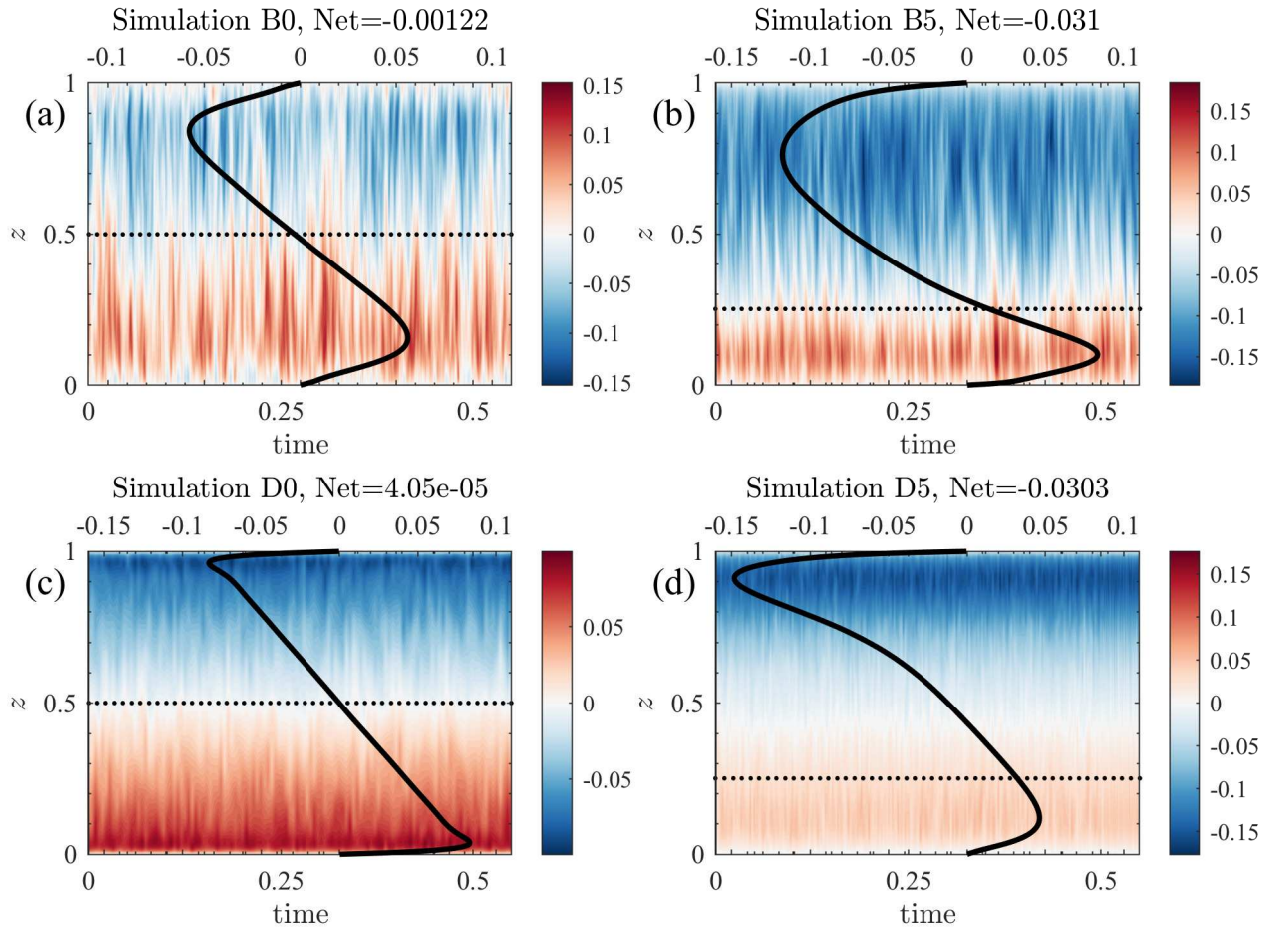 Simulation B0, Net=-0.00122
-0.1 -0.05 0 0.05 0.1
(a)
1
0.5
0
z
0 0.25 0.5
time
0.15
0.1
0.05
0
-0.05
-0.1
-0.15
Simulation B5, Net=-0.031
-0.15 -0.1 -0.05 0 0.05 0.1
(b)
1
0.5
0
z
0 0.25 0.5
time
0.15
0.1
0.05
0
-0.05
-0.1
-0.15
Simulation D0, Net=4.05e-05
-0.15 -0.1 -0.05 0 0.05 0.1
(c)
1
0.5
0
z
0 0.25 0.5
time
0.05
0
-0.05
Simulation D5, Net=-0.0303
-0.15 -0.1 -0.05 0 0.05 0.1
(d)
1
0.5
0
z
0 0.25 0.5
time
0.15
0.1
0.05
0
-0.05
-0.1
-0.15